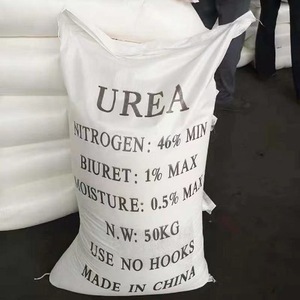 UREA
NITROGEN: 46% MIN
BIURET: 1% MAX
MOISTURE: 0.5% MAX
N.W: 50KG
USE NO HOOKS
MADE IN CHINA